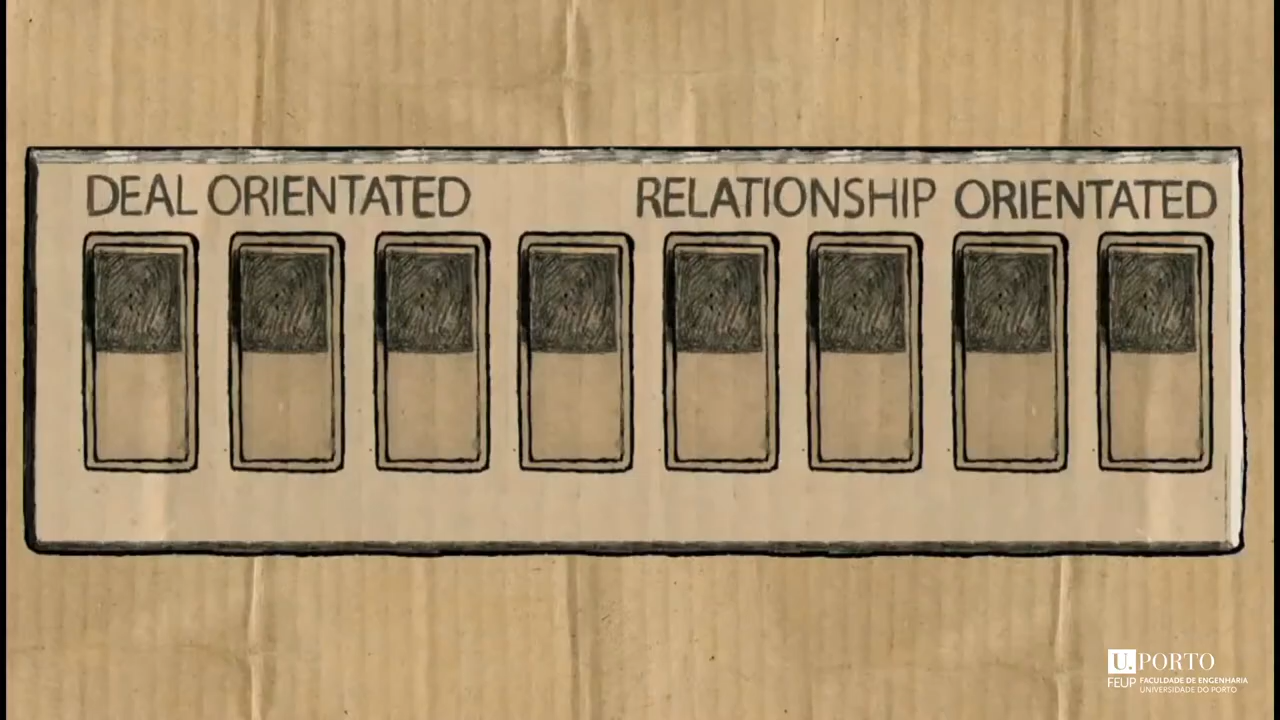 DEAL ORIENTATED
RELATIONSHIP ORIENTATED
U.PORTO
FEUP FACULDADE DE ENGENHARIA
UNIVERSIDADE DO PORTO